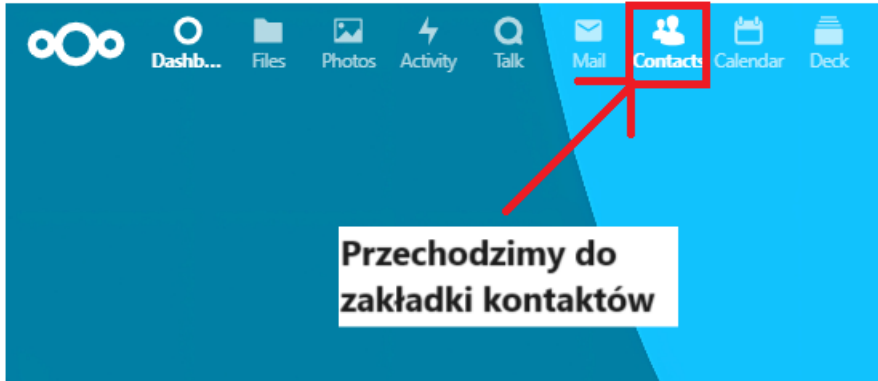 Dashb... Files Photos Activity Talk Mail Contacts Calendar Deck
Przechodzimy do
zakładki kontaktów